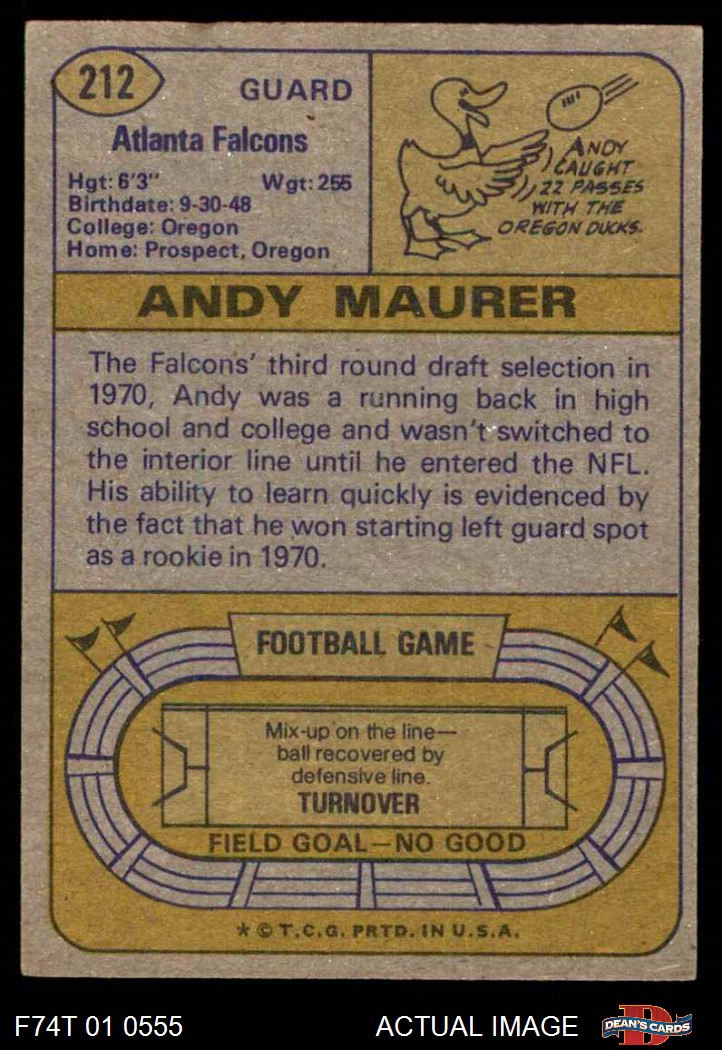 212
GUARD
Atlanta Falcons
Hgt: 6'3" Wgt: 255
Birthdate: 9-30-48
College: Oregon
Home: Prospect, Oregon
ANDY
CAUGHT
22 PASSES
WITH THE
OREGON DUCKS.
ANDY MAURER
The Falcons' third round draft selection in
1970, Andy was a running back in high
school and college and wasn't switched to
the interior line until he entered the NFL.
His ability to learn quickly is evidenced by
the fact that he won starting left guard spot
as a rookie in 1970.
FOOTBALL GAME
Mix-up on the line—
ball recovered by
defensive line.
TURNOVER
FIELD GOAL—NO GOOD
* © T.C.G. PRTD. IN U.S.A.
F74T 01 0555 ACTUAL IMAGE
D
DEAN'S CARDS